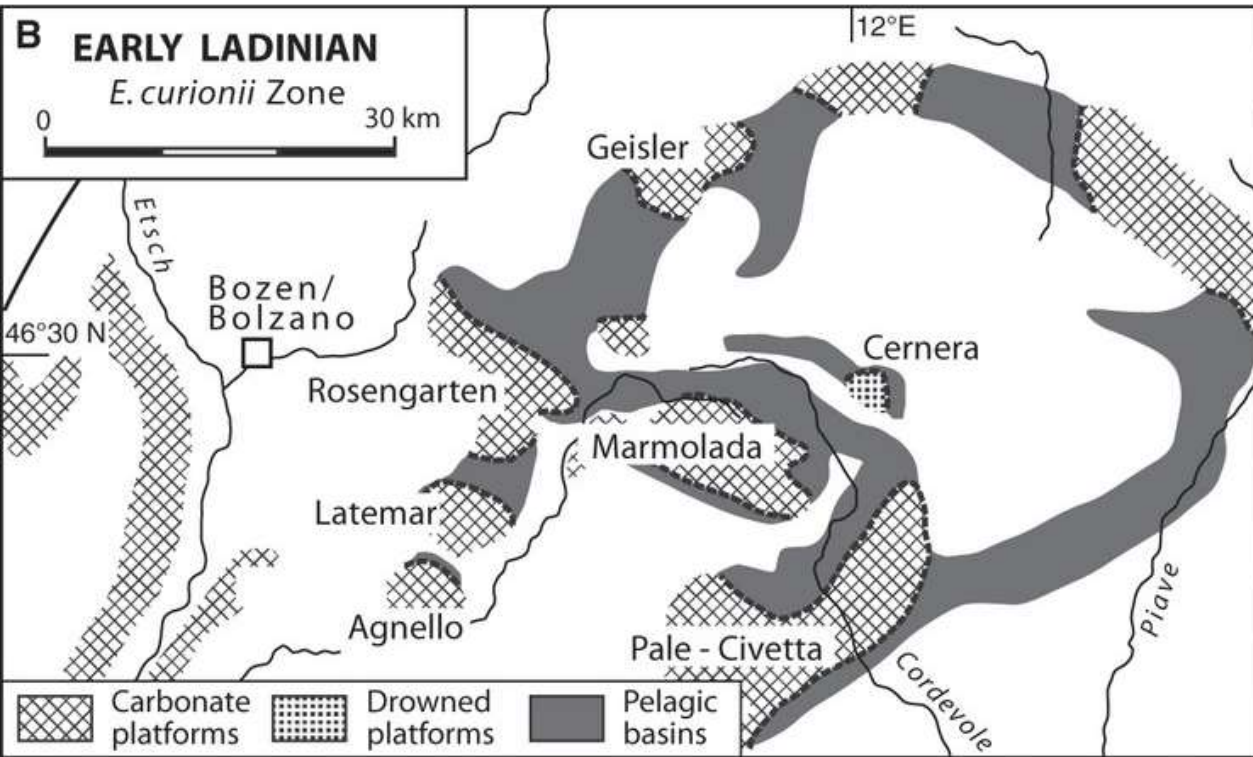 B EARLY LADINIAN
E. curionii Zone
0 30 km
12°E
Geisler
Etsch
Bozen/
Bolzano
46°30 N
Cernera
Rosengarten
Marmolada
Latemar
Agnello
Pale - Civetta
Piave
Cordevole
Carbonate
platforms
Drowned
platforms
Pelagic
basins